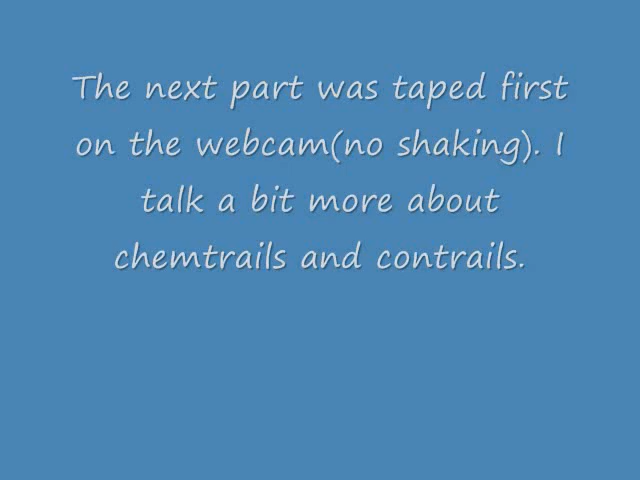 The next part was taped first
on the webcam(no shaking). I
talk a bit more about
chemtrails and contrails.